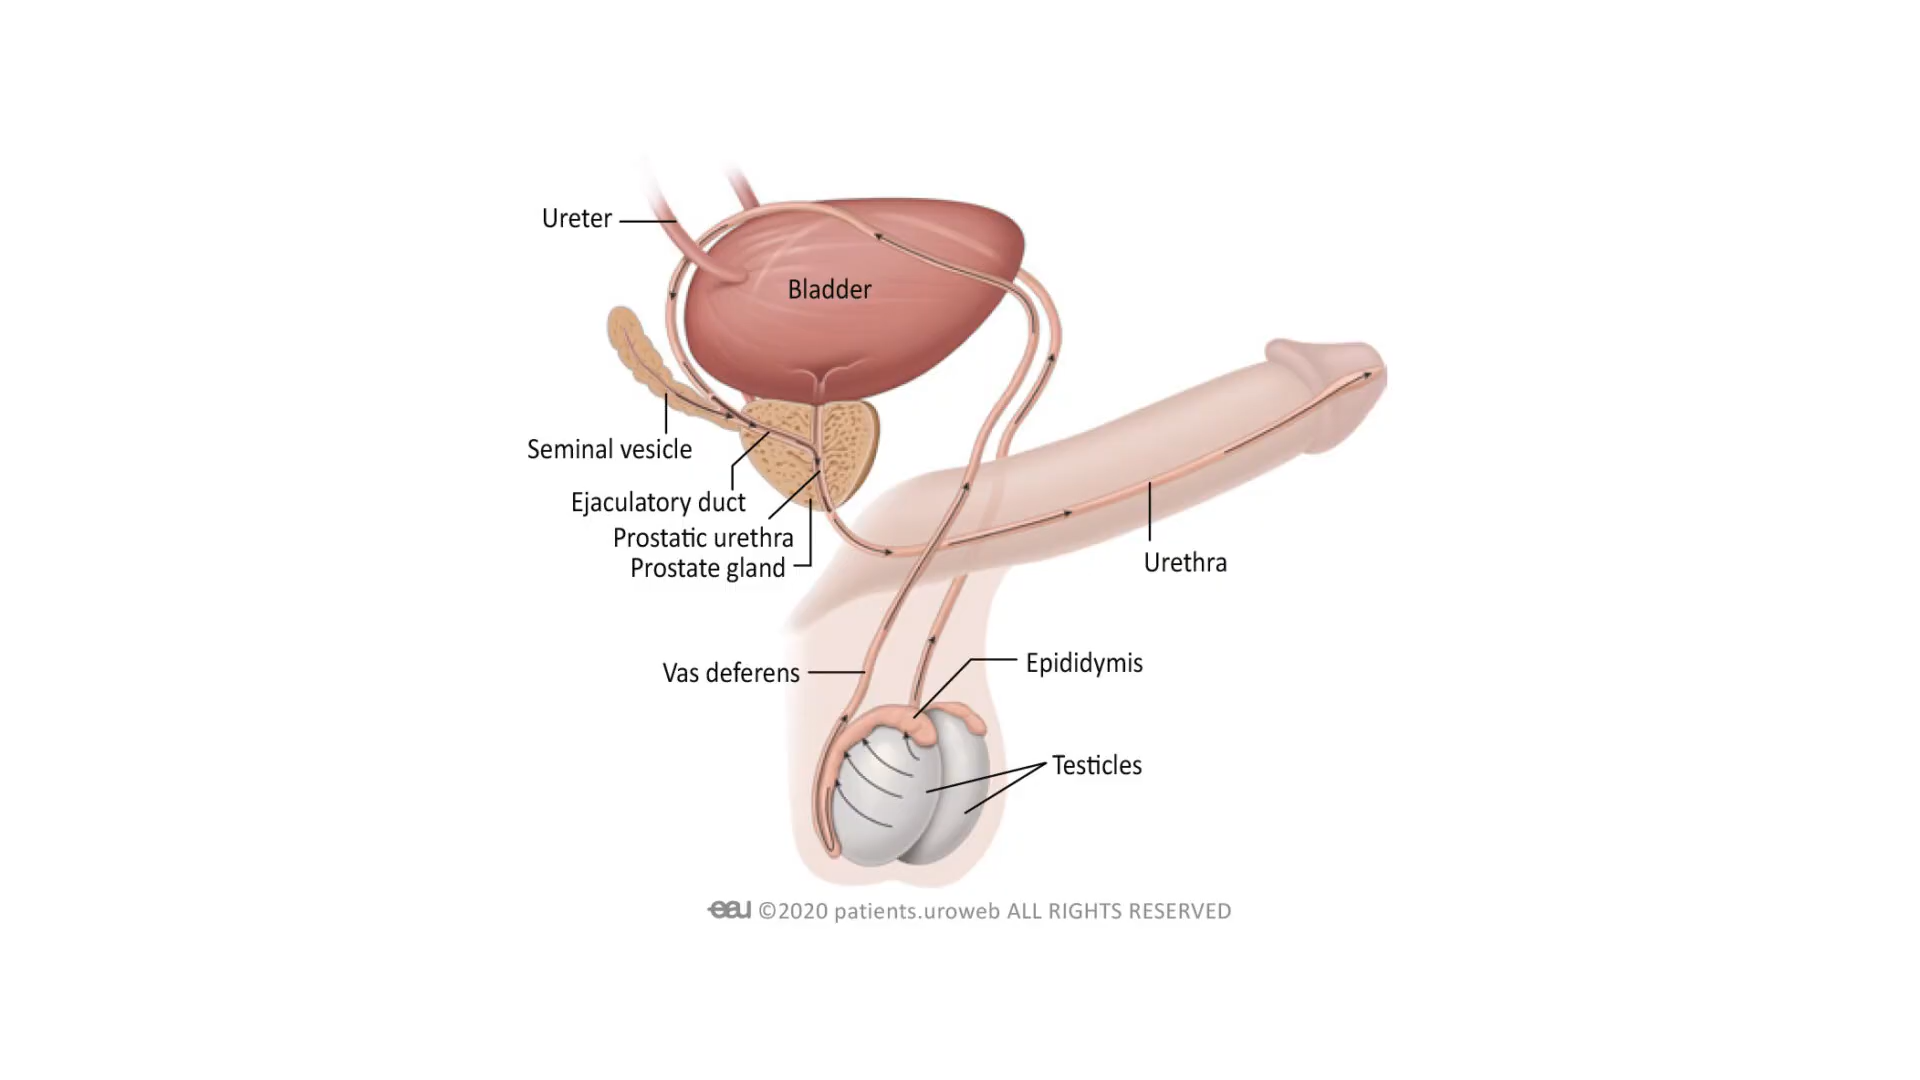 Ureter
Bladder
Seminal vesicle
Ejaculatory duct
Prostatic urethra
Prostate gland
Urethra
Vas deferens
Epididymis
Testicles
eau ©2020 patients.uroweb ALL RIGHTS RESERVED